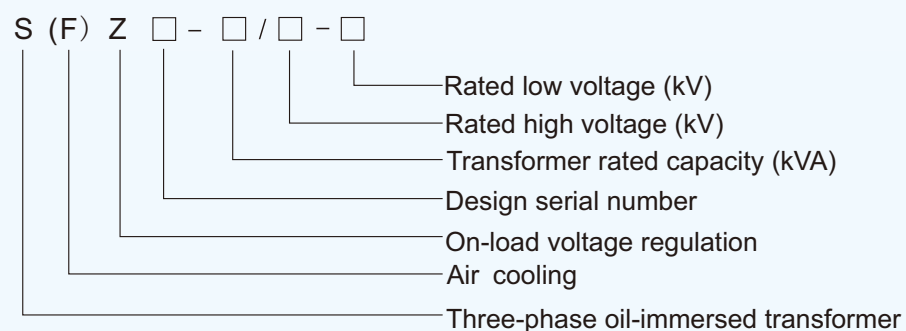 S (F) Z □ - □ / □ - □
Rated low voltage (kV)
Rated high voltage (kV)
Transformer rated capacity (kVA)
Design serial number
On-load voltage regulation
Air cooling
Three-phase oil-immersed transformer